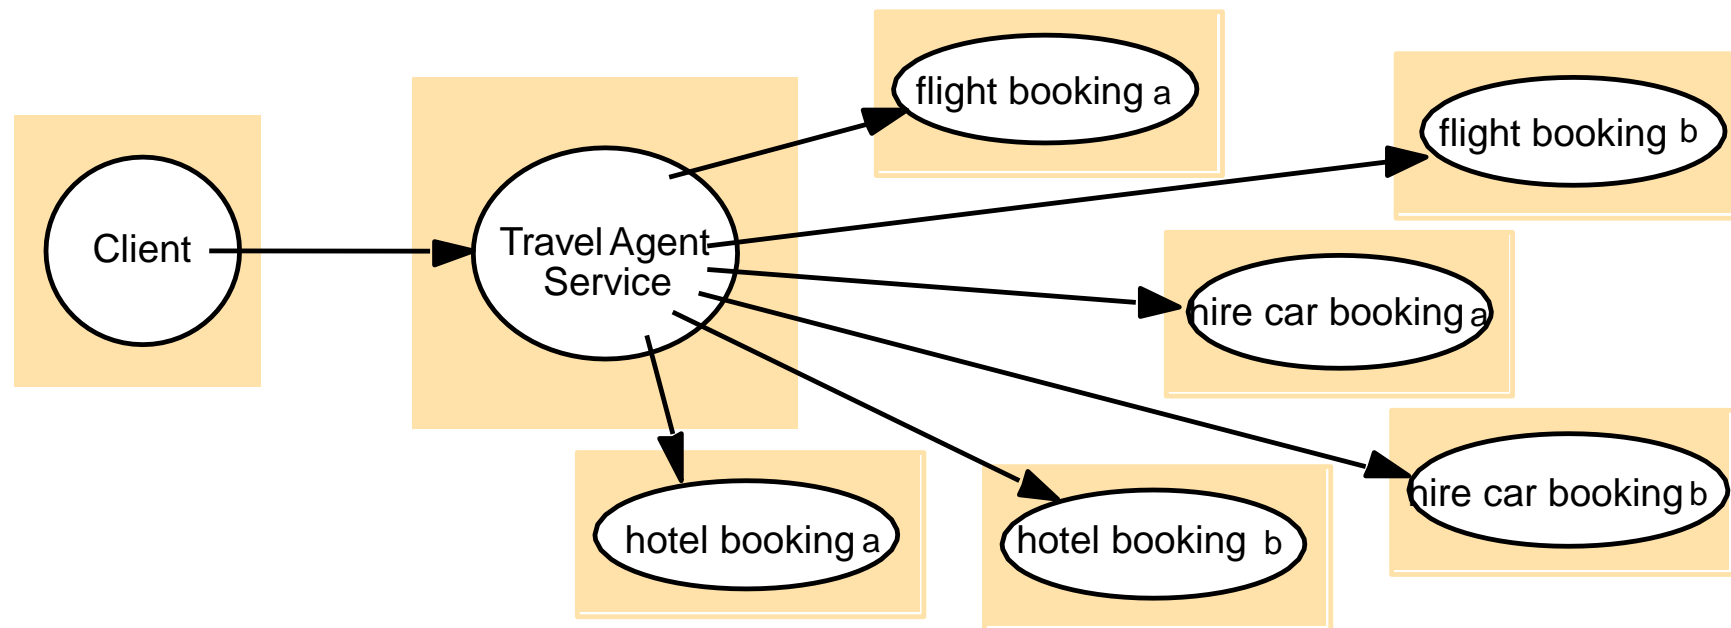 flight booking a
flight booking b
Client
Travel Agent
Service
hire car booking a
hire car booking b
hotel booking a
hotel booking b